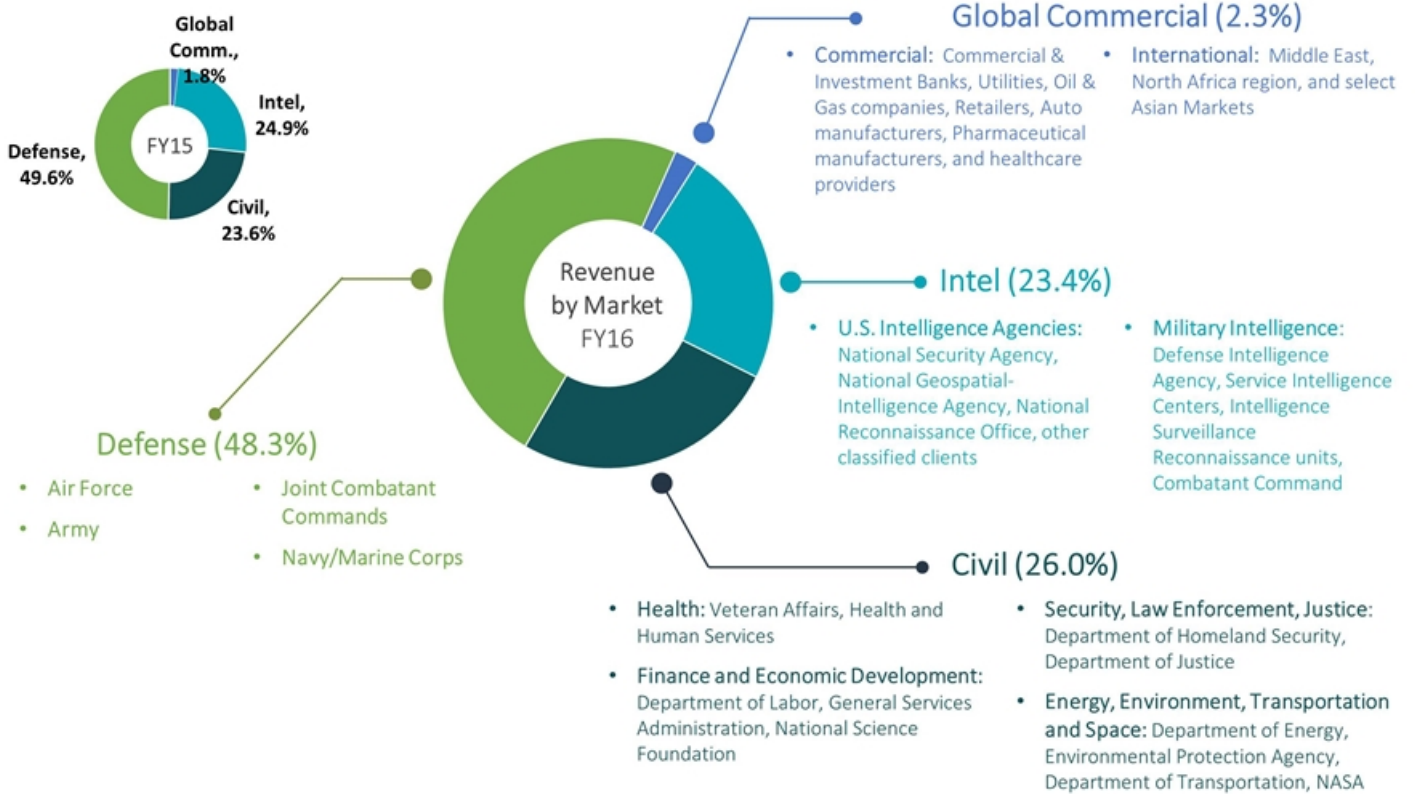 Global
Comm.,
1.8%
Intel,
24.9%
Defense,
49.6%
FY15
Civil,
23.6%
Global Commercial (2.3%)
• Commercial: Commercial &
Investment Banks, Utilities, Oil &
Gas companies, Retailers, Auto
manufacturers, Pharmaceutical
manufacturers, and healthcare
providers
• International: Middle East,
North Africa region, and select
Asian Markets
Revenue
by Market
FY16
Intel (23.4%)
• U.S. Intelligence Agencies:
National Security Agency,
National Geospatial-
Intelligence Agency, National
Reconnaissance Office, other
classified clients
• Military Intelligence:
Defense Intelligence
Agency, Service Intelligence
Centers, Intelligence
Surveillance
Reconnaissance units,
Combatant Command
Defense (48.3%)
• Air Force
• Army
• Joint Combatant
Commands
• Navy/Marine Corps
Civil (26.0%)
• Health: Veteran Affairs, Health and
Human Services
• Finance and Economic Development:
Department of Labor, General Services
Administration, National Science
Foundation
• Security, Law Enforcement, Justice:
Department of Homeland Security,
Department of Justice
• Energy, Environment, Transportation
and Space: Department of Energy,
Environmental Protection Agency,
Department of Transportation, NASA